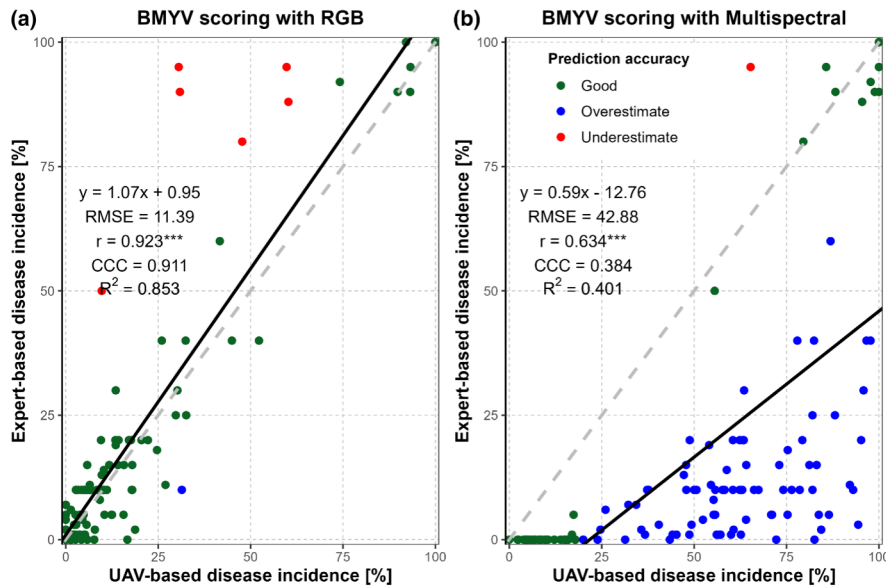 (a) BMYV scoring with RGB
Expert-based disease incidence [%]
100
75
50
25
0
y = 1.07x + 0.95
RMSE = 11.39
r = 0.923***
CCC = 0.911
R² = 0.853
0 25 50 75 100
UAV-based disease incidence [%]
(b) BMYV scoring with Multispectral
Expert-based disease incidence [%]
100
75
50
25
0
Prediction accuracy
Good
Overestimate
Underestimate
y = 0.59x - 12.76
RMSE = 42.88
r = 0.634***
CCC = 0.384
R² = 0.401
0 25 50 75 100
UAV-based disease incidence [%]